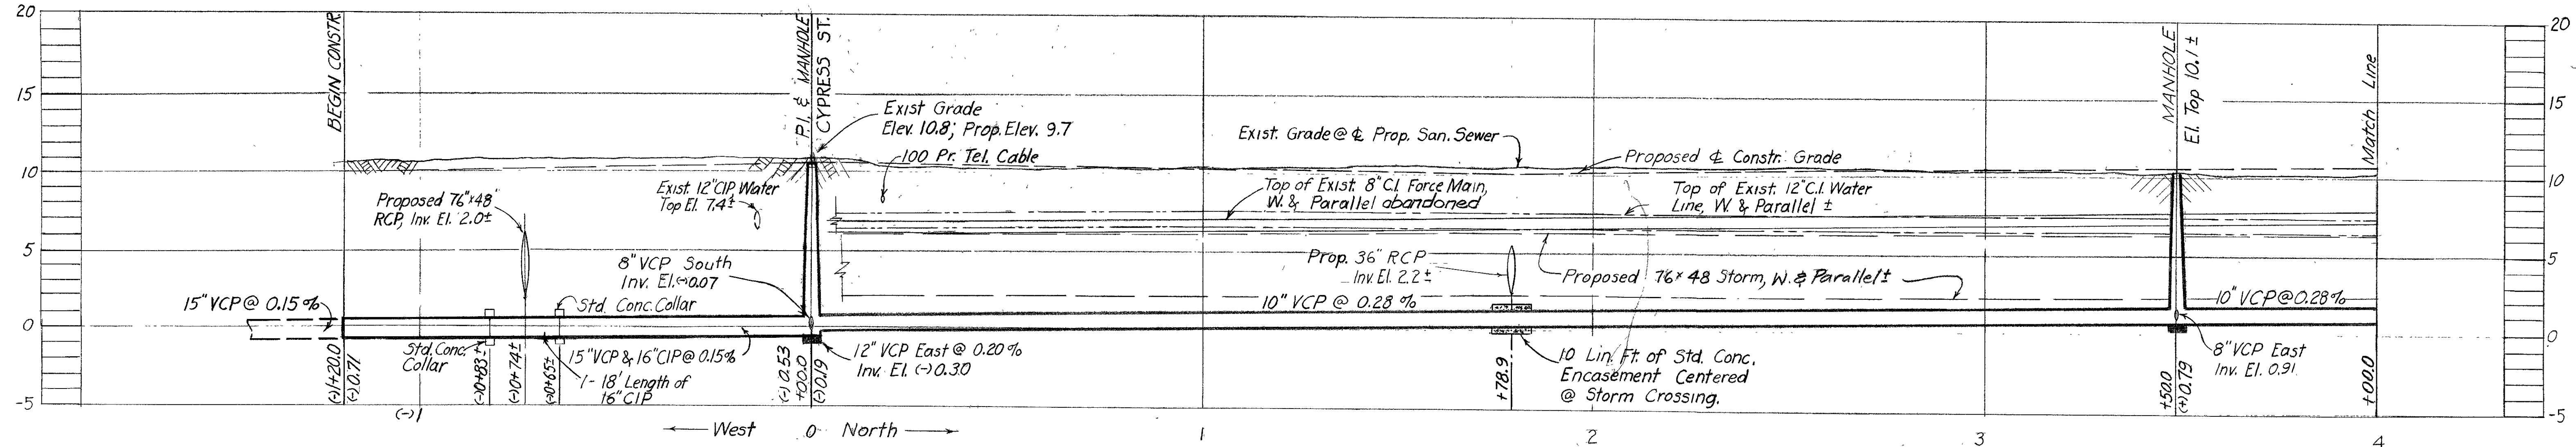 20
15
10
5
0
-5
BEGIN CONSTR.
P.I. & MANHOLE
CYPRESS ST.
MANHOLE
El. Top 10.1 ±
Match Line
20
15
10
5
0
-5
Exist Grade
Elev. 10.8; Prop. Elev. 9.7
100 Pr. Tel. Cable
Exist. Grade @ ℄ Prop. San. Sewer
Proposed ℄ Constr. Grade
Proposed 76"x48"
RCP, Inv. El. 2.0±
Exist. 12" CIP Water
Top El. 7.4±
Top of Exist. 8" C.I. Force Main,
W. & Parallel abandoned
Top of Exist. 12" C.I. Water
Line, W. & Parallel ±
8" VCP South
Inv. El. (-) 0.07
Prop. 36" RCP
Inv. El. 2.2 ±
Proposed 76 x 48 Storm, W. & Parallel ±
15" VCP @ 0.15 %
Std. Conc. Collar
10" VCP @ 0.28 %
10" VCP @ 0.28 %
Std. Conc.
Collar
15" VCP & 16" CIP @ 0.15%
1 - 18' Length of
16" CIP
12" VCP East @ 0.20 %
Inv. El. (-) 0.30
10 Lin. Ft. of Std. Conc.
Encasement Centered
@ Storm Crossing.
8" VCP East
Inv. El. 0.91
(-)1+20.0
(-)0.71
(-)0+83±
(-)0+74±
(-)0+65±
(-)0.53
+00.0
(-)0.19
+78.9
+50.0
(+)0.79
+00.0
(-)1
West 0 North
1
2
3
4